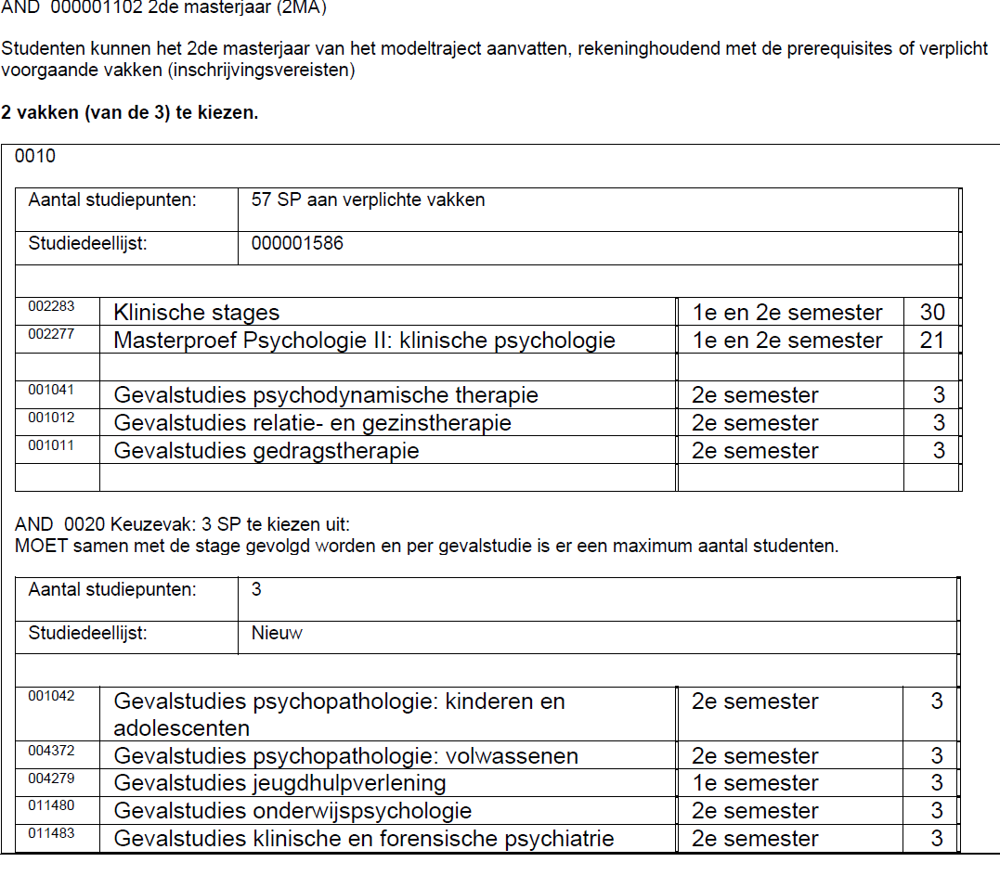 AND 000001102 2de masterjaar (2MA)
Studenten kunnen het 2de masterjaar van het modeltraject aanvatten, rekeninghoudend met de prerequisites of verplicht
voorgaande vakken (inschrijvingsvereisten)
2 vakken (van de 3) te kiezen.
0010
Aantal studiepunten: 57 SP aan verplichte vakken
Studiedeellijst: 000001586
002283 Klinische stages 1e en 2e semester 30
002277 Masterproef Psychologie II: klinische psychologie 1e en 2e semester 21
001041 Gevalstudies psychodynamische therapie 2e semester 3
001012 Gevalstudies relatie- en gezinstherapie 2e semester 3
001011 Gevalstudies gedragstherapie 2e semester 3
AND 0020 Keuzevak: 3 SP te kiezen uit:
MOET samen met de stage gevolgd worden en per gevalstudie is er een maximum aantal studenten.
Aantal studiepunten: 3
Studiedeellijst: Nieuw
001042 Gevalstudies psychopathologie: kinderen en 2e semester 3
adolescenten
004372 Gevalstudies psychopathologie: volwassenen 2e semester 3
004279 Gevalstudies jeugdhulpverlening 1e semester 3
011480 Gevalstudies onderwijspsychologie 2e semester 3
011483 Gevalstudies klinische en forensische psychiatrie 2e semester 3